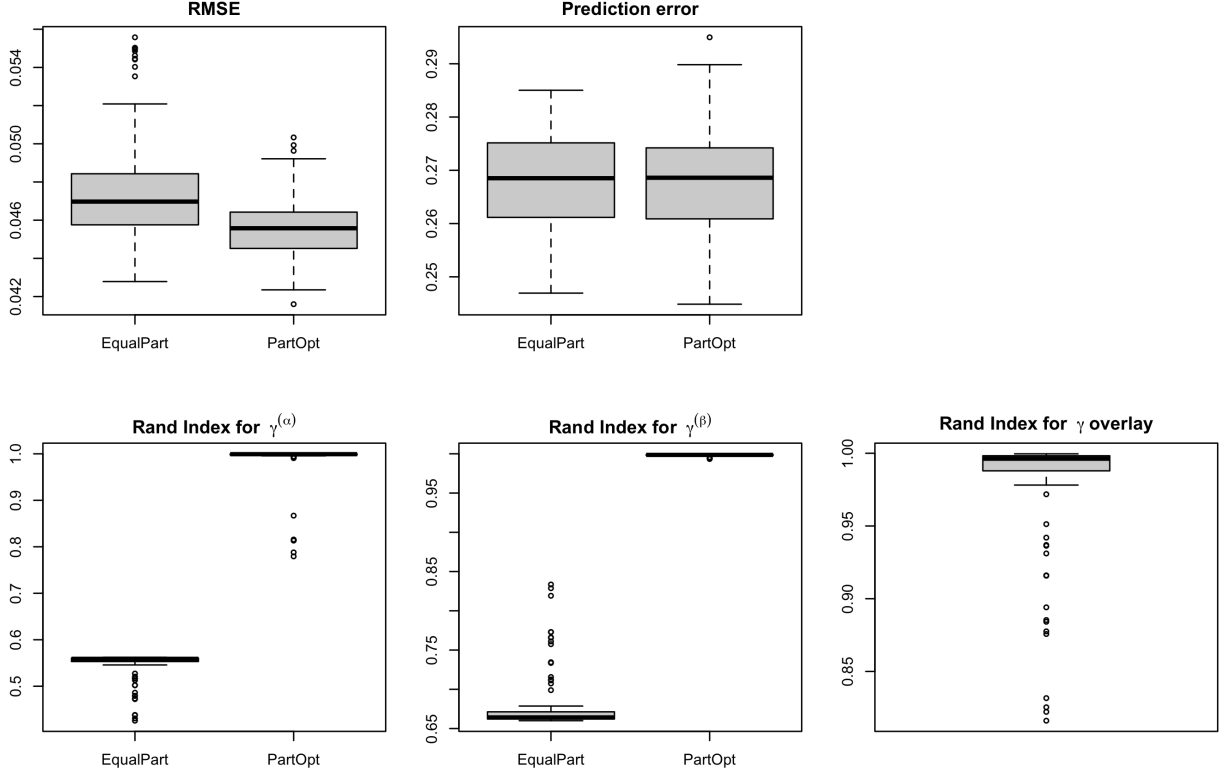 RMSE
0.054
0.050
0.046
0.042
EqualPart
PartOpt
Prediction error
0.29
0.28
0.27
0.26
0.25
EqualPart
PartOpt
Rand Index for γ(α)
1.0
0.9
0.8
0.7
0.6
0.5
EqualPart
PartOpt
Rand Index for γ(β)
0.95
0.85
0.75
0.65
EqualPart
PartOpt
Rand Index for γ overlay
1.00
0.95
0.90
0.85